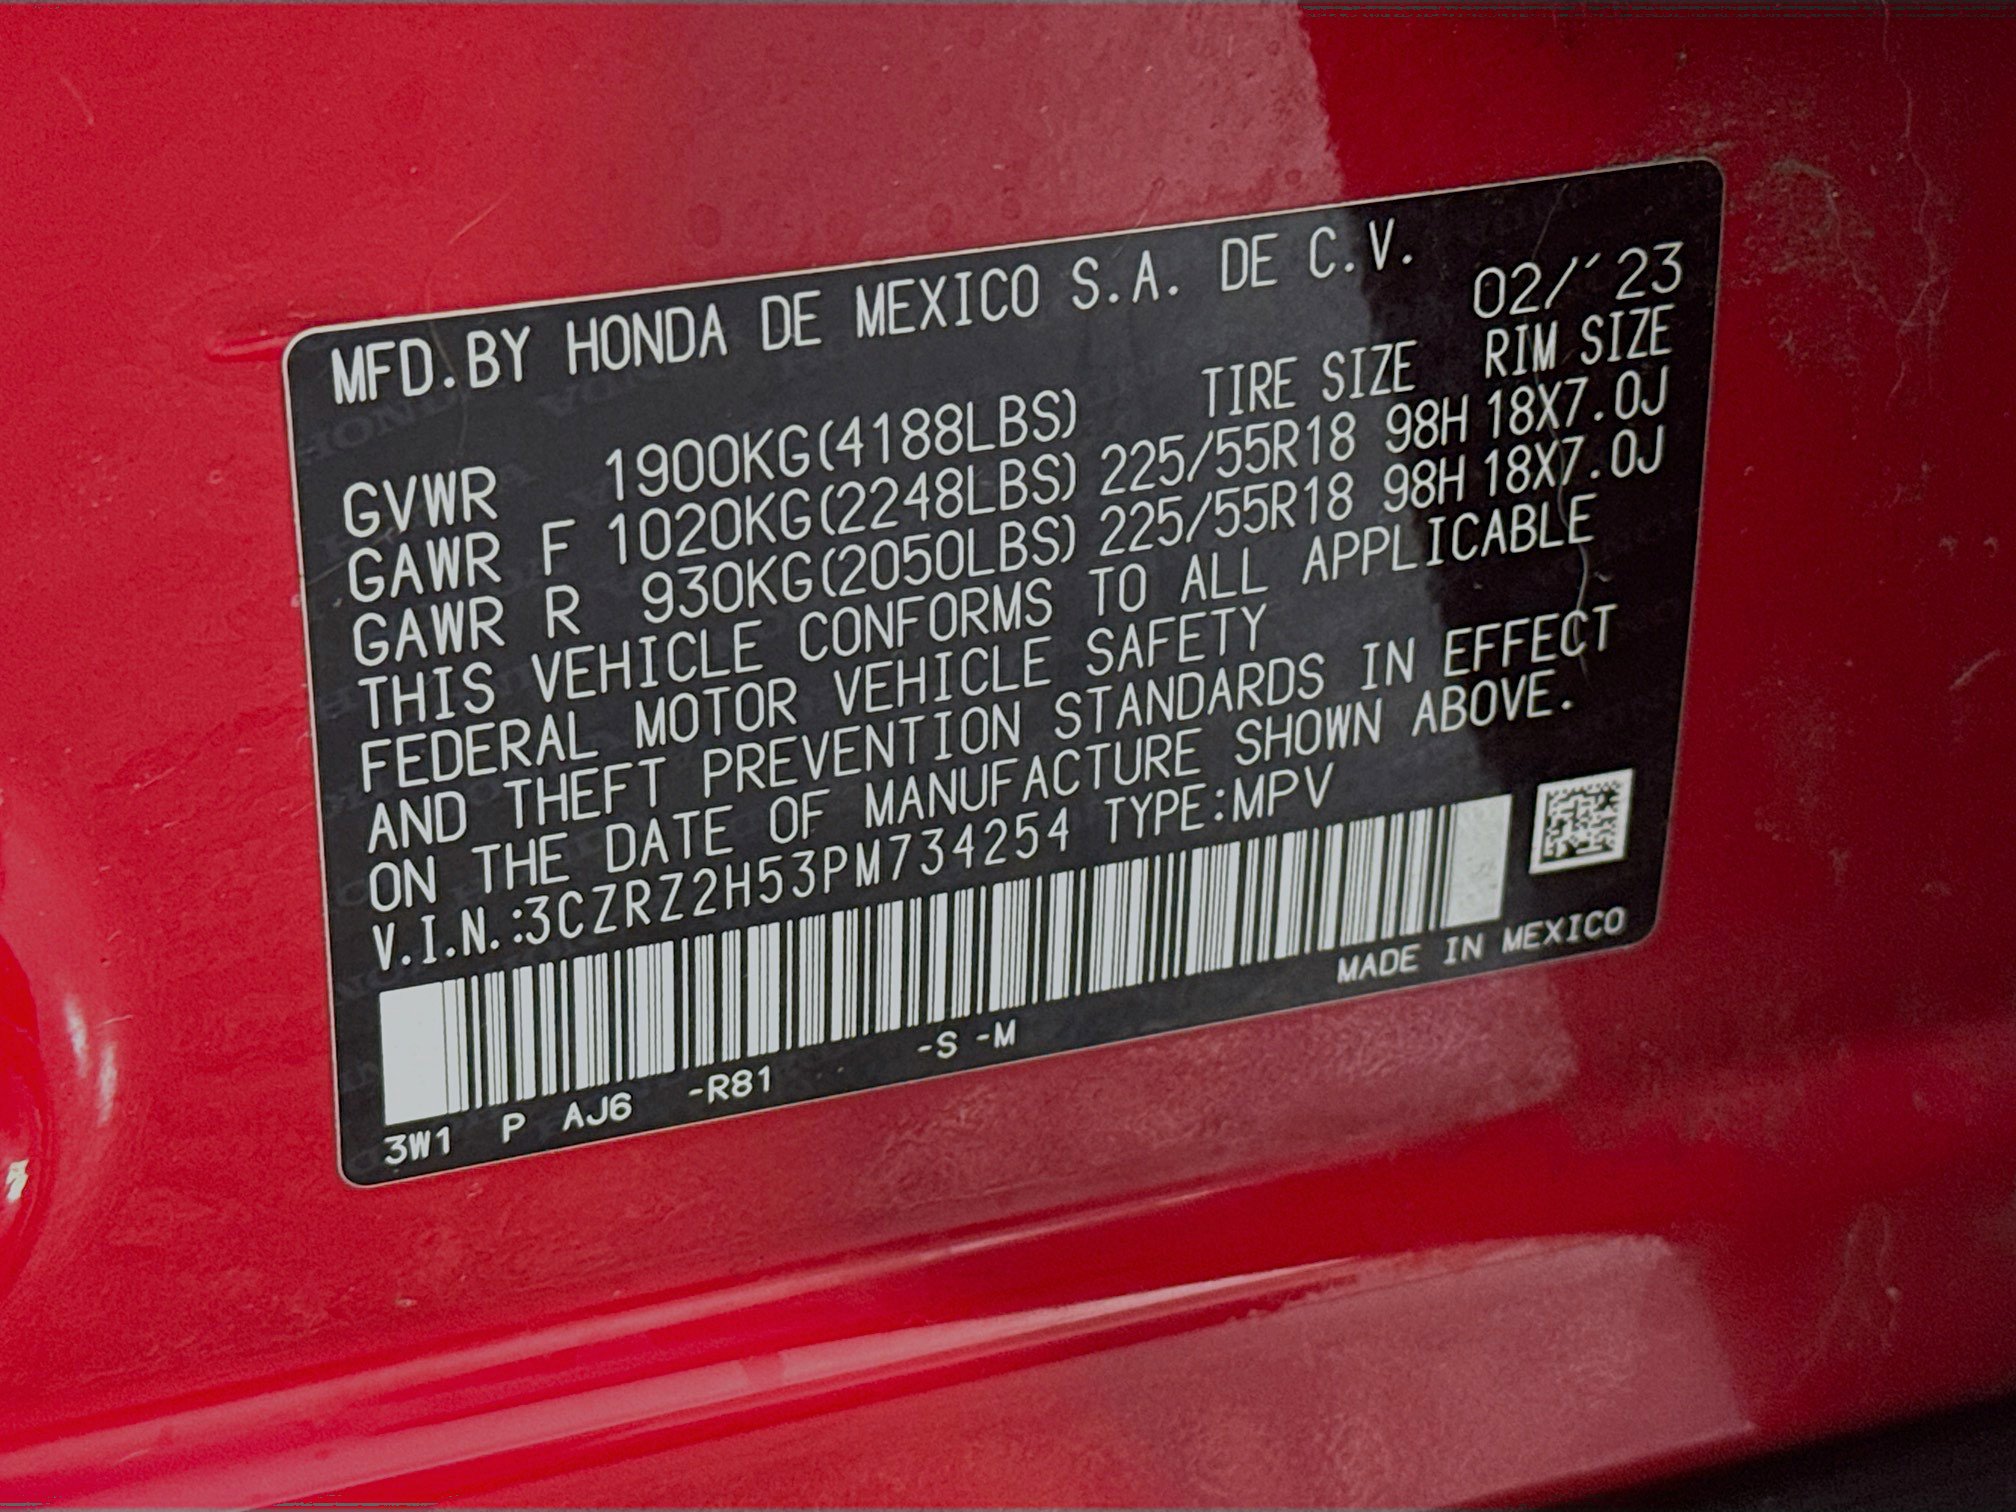 MFD.BY HONDA DE MEXICO S.A. DE C.V.
02/´23
TIRE SIZE RIM SIZE
GVWR 1900KG(4188LBS)
GAWR F 1020KG(2248LBS) 225/55R18 98H 18X7.0J
GAWR R 930KG(2050LBS) 225/55R18 98H 18X7.0J
THIS VEHICLE CONFORMS TO ALL APPLICABLE
FEDERAL MOTOR VEHICLE SAFETY
AND THEFT PREVENTION STANDARDS IN EFFECT
ON THE DATE OF MANUFACTURE SHOWN ABOVE.
V.I.N.:3CZRZ2H53PM734254 TYPE:MPV
MADE IN MEXICO
3W1 P AJ6 -R81 -S -M